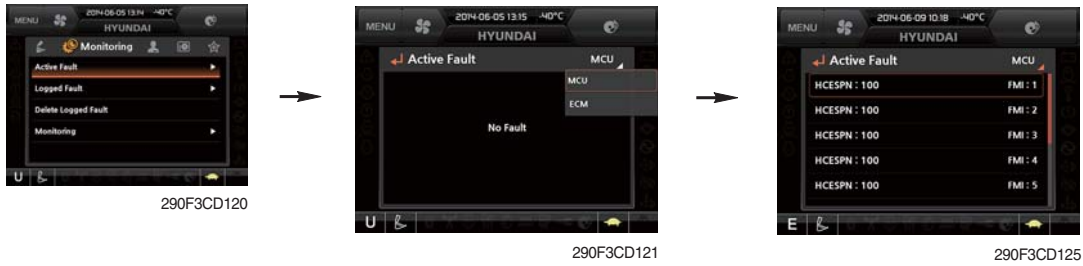 MENU 2014-06-05 13:14 -40°C
HYUNDAI
Monitoring
Active Fault
Logged Fault
Delete Logged Fault
Monitoring
U
290F3CD120
MENU 2014-06-05 13:15 -40°C
HYUNDAI
Active Fault MCU
MCU
ECM
No Fault
U
290F3CD121
MENU 2014-06-09 10:18 -40°C
HYUNDAI
Active Fault MCU
HCESPN : 100 FMI : 1
HCESPN : 100 FMI : 2
HCESPN : 100 FMI : 3
HCESPN : 100 FMI : 4
HCESPN : 100 FMI : 5
E
290F3CD125